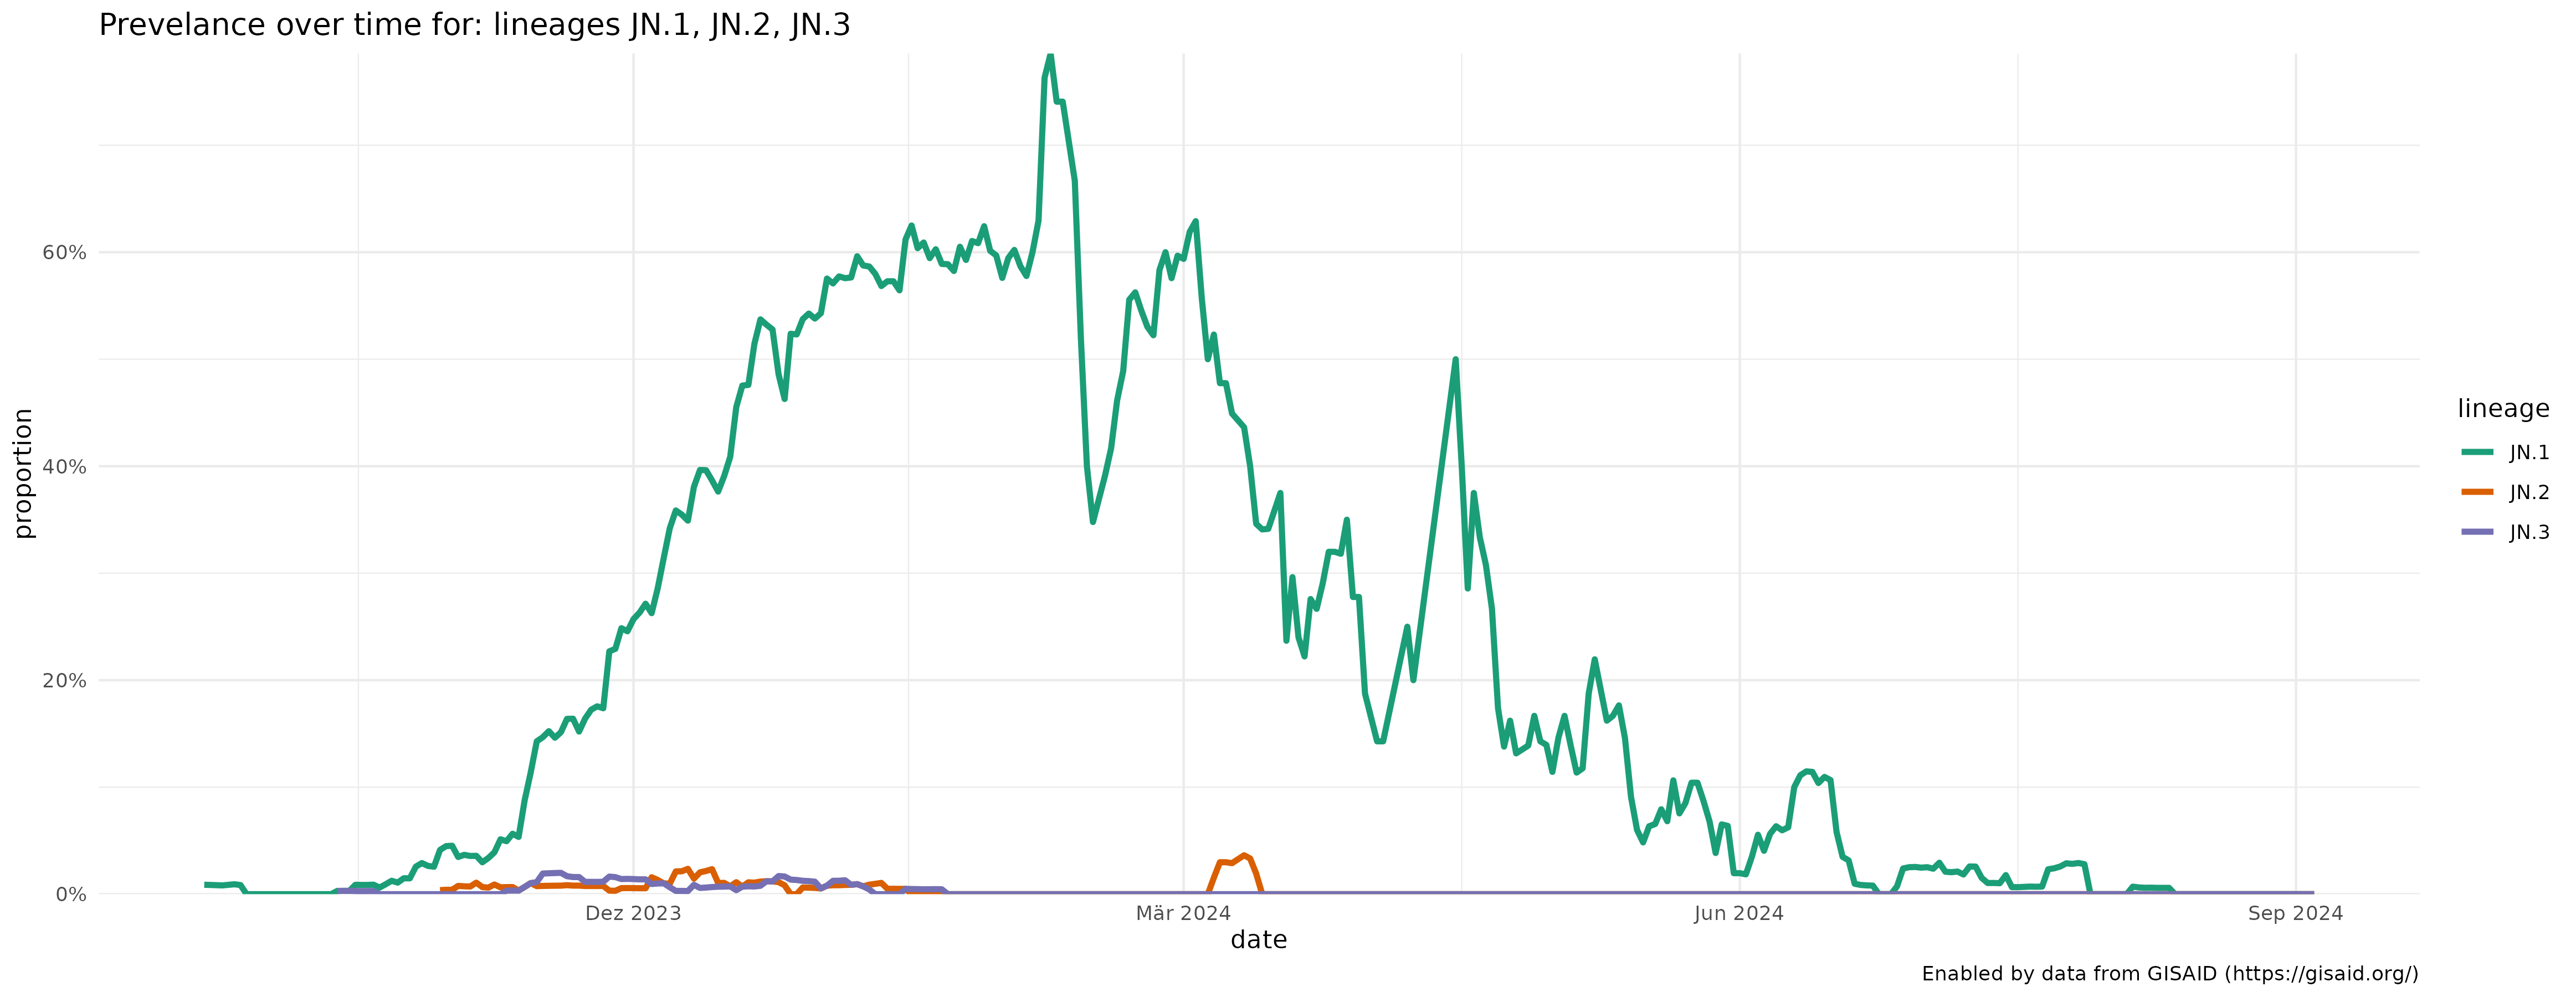 Prevelance over time for: lineages JN.1, JN.2, JN.3
60%
40%
20%
0%
proportion
Dez 2023
Mär 2024
Jun 2024
Sep 2024
date
lineage
JN.1
JN.2
JN.3
Enabled by data from GISAID (https://gisaid.org/)